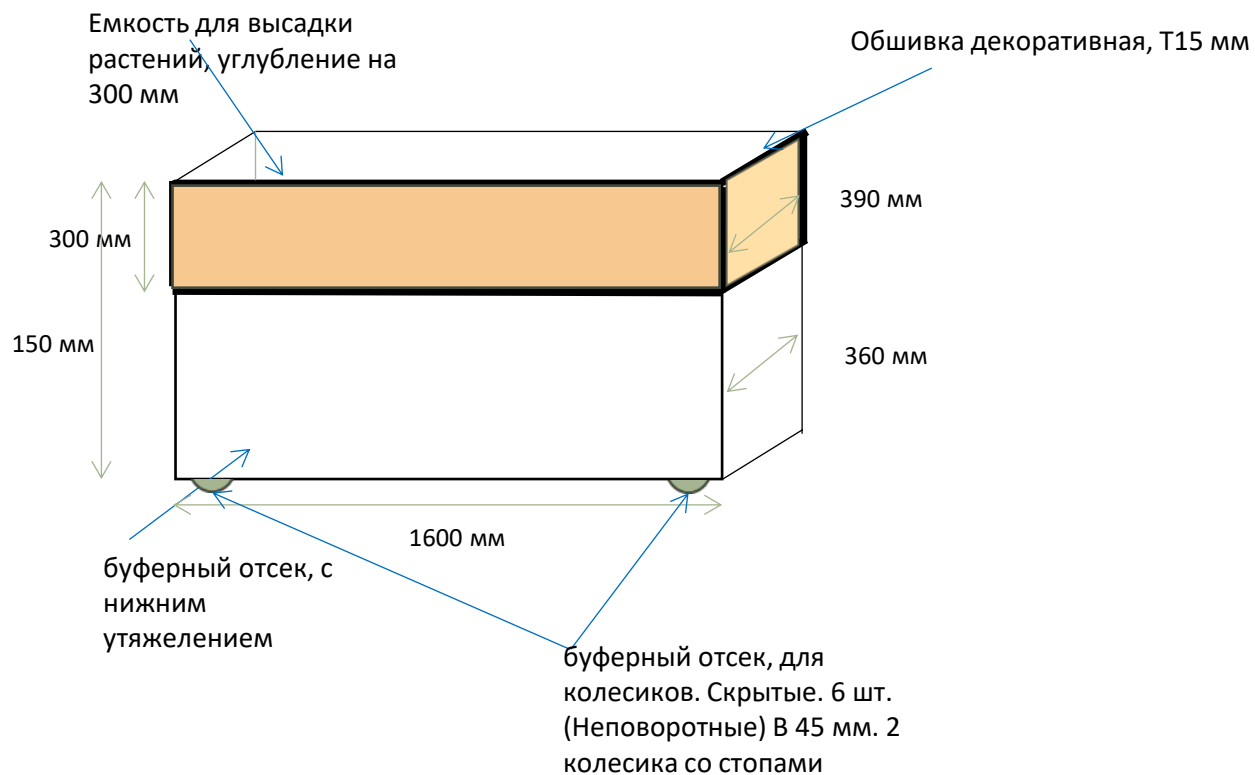 Емкость для высадки
растений, углубление на
300 мм
Обшивка декоративная, Т15 мм
390 мм
300 мм
150 мм
360 мм
1600 мм
буферный отсек, с
нижним
утяжелением
буферный отсек, для
колесиков. Скрытые. 6 шт.
(Неповоротные) В 45 мм. 2
колесика со стопами